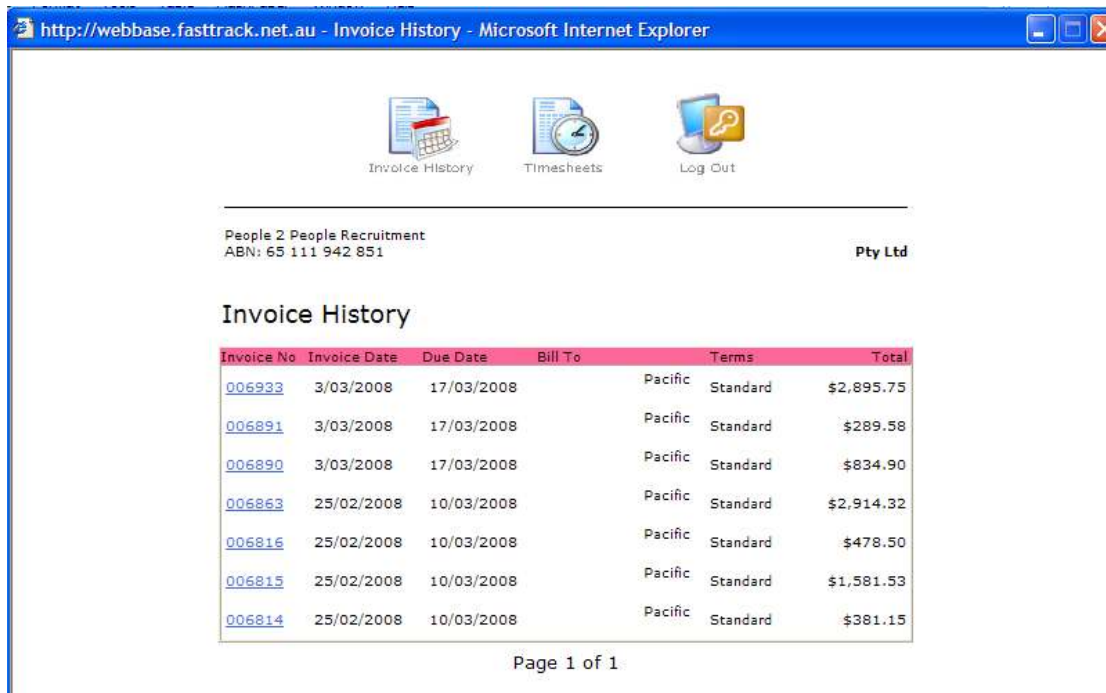 http://webbase.fasttrack.net.au - Invoice History - Microsoft Internet Explorer
Invoice History Timesheets Log Out
People 2 People Recruitment
ABN: 65 111 942 851 Pty Ltd
Invoice History
Invoice No Invoice Date Due Date Bill To Terms Total
006933 3/03/2008 17/03/2008 Pacific Standard $2,895.75
006891 3/03/2008 17/03/2008 Pacific Standard $289.58
006890 3/03/2008 17/03/2008 Pacific Standard $834.90
006863 25/02/2008 10/03/2008 Pacific Standard $2,914.32
006816 25/02/2008 10/03/2008 Pacific Standard $478.50
006815 25/02/2008 10/03/2008 Pacific Standard $1,581.53
006814 25/02/2008 10/03/2008 Pacific Standard $381.15
Page 1 of 1